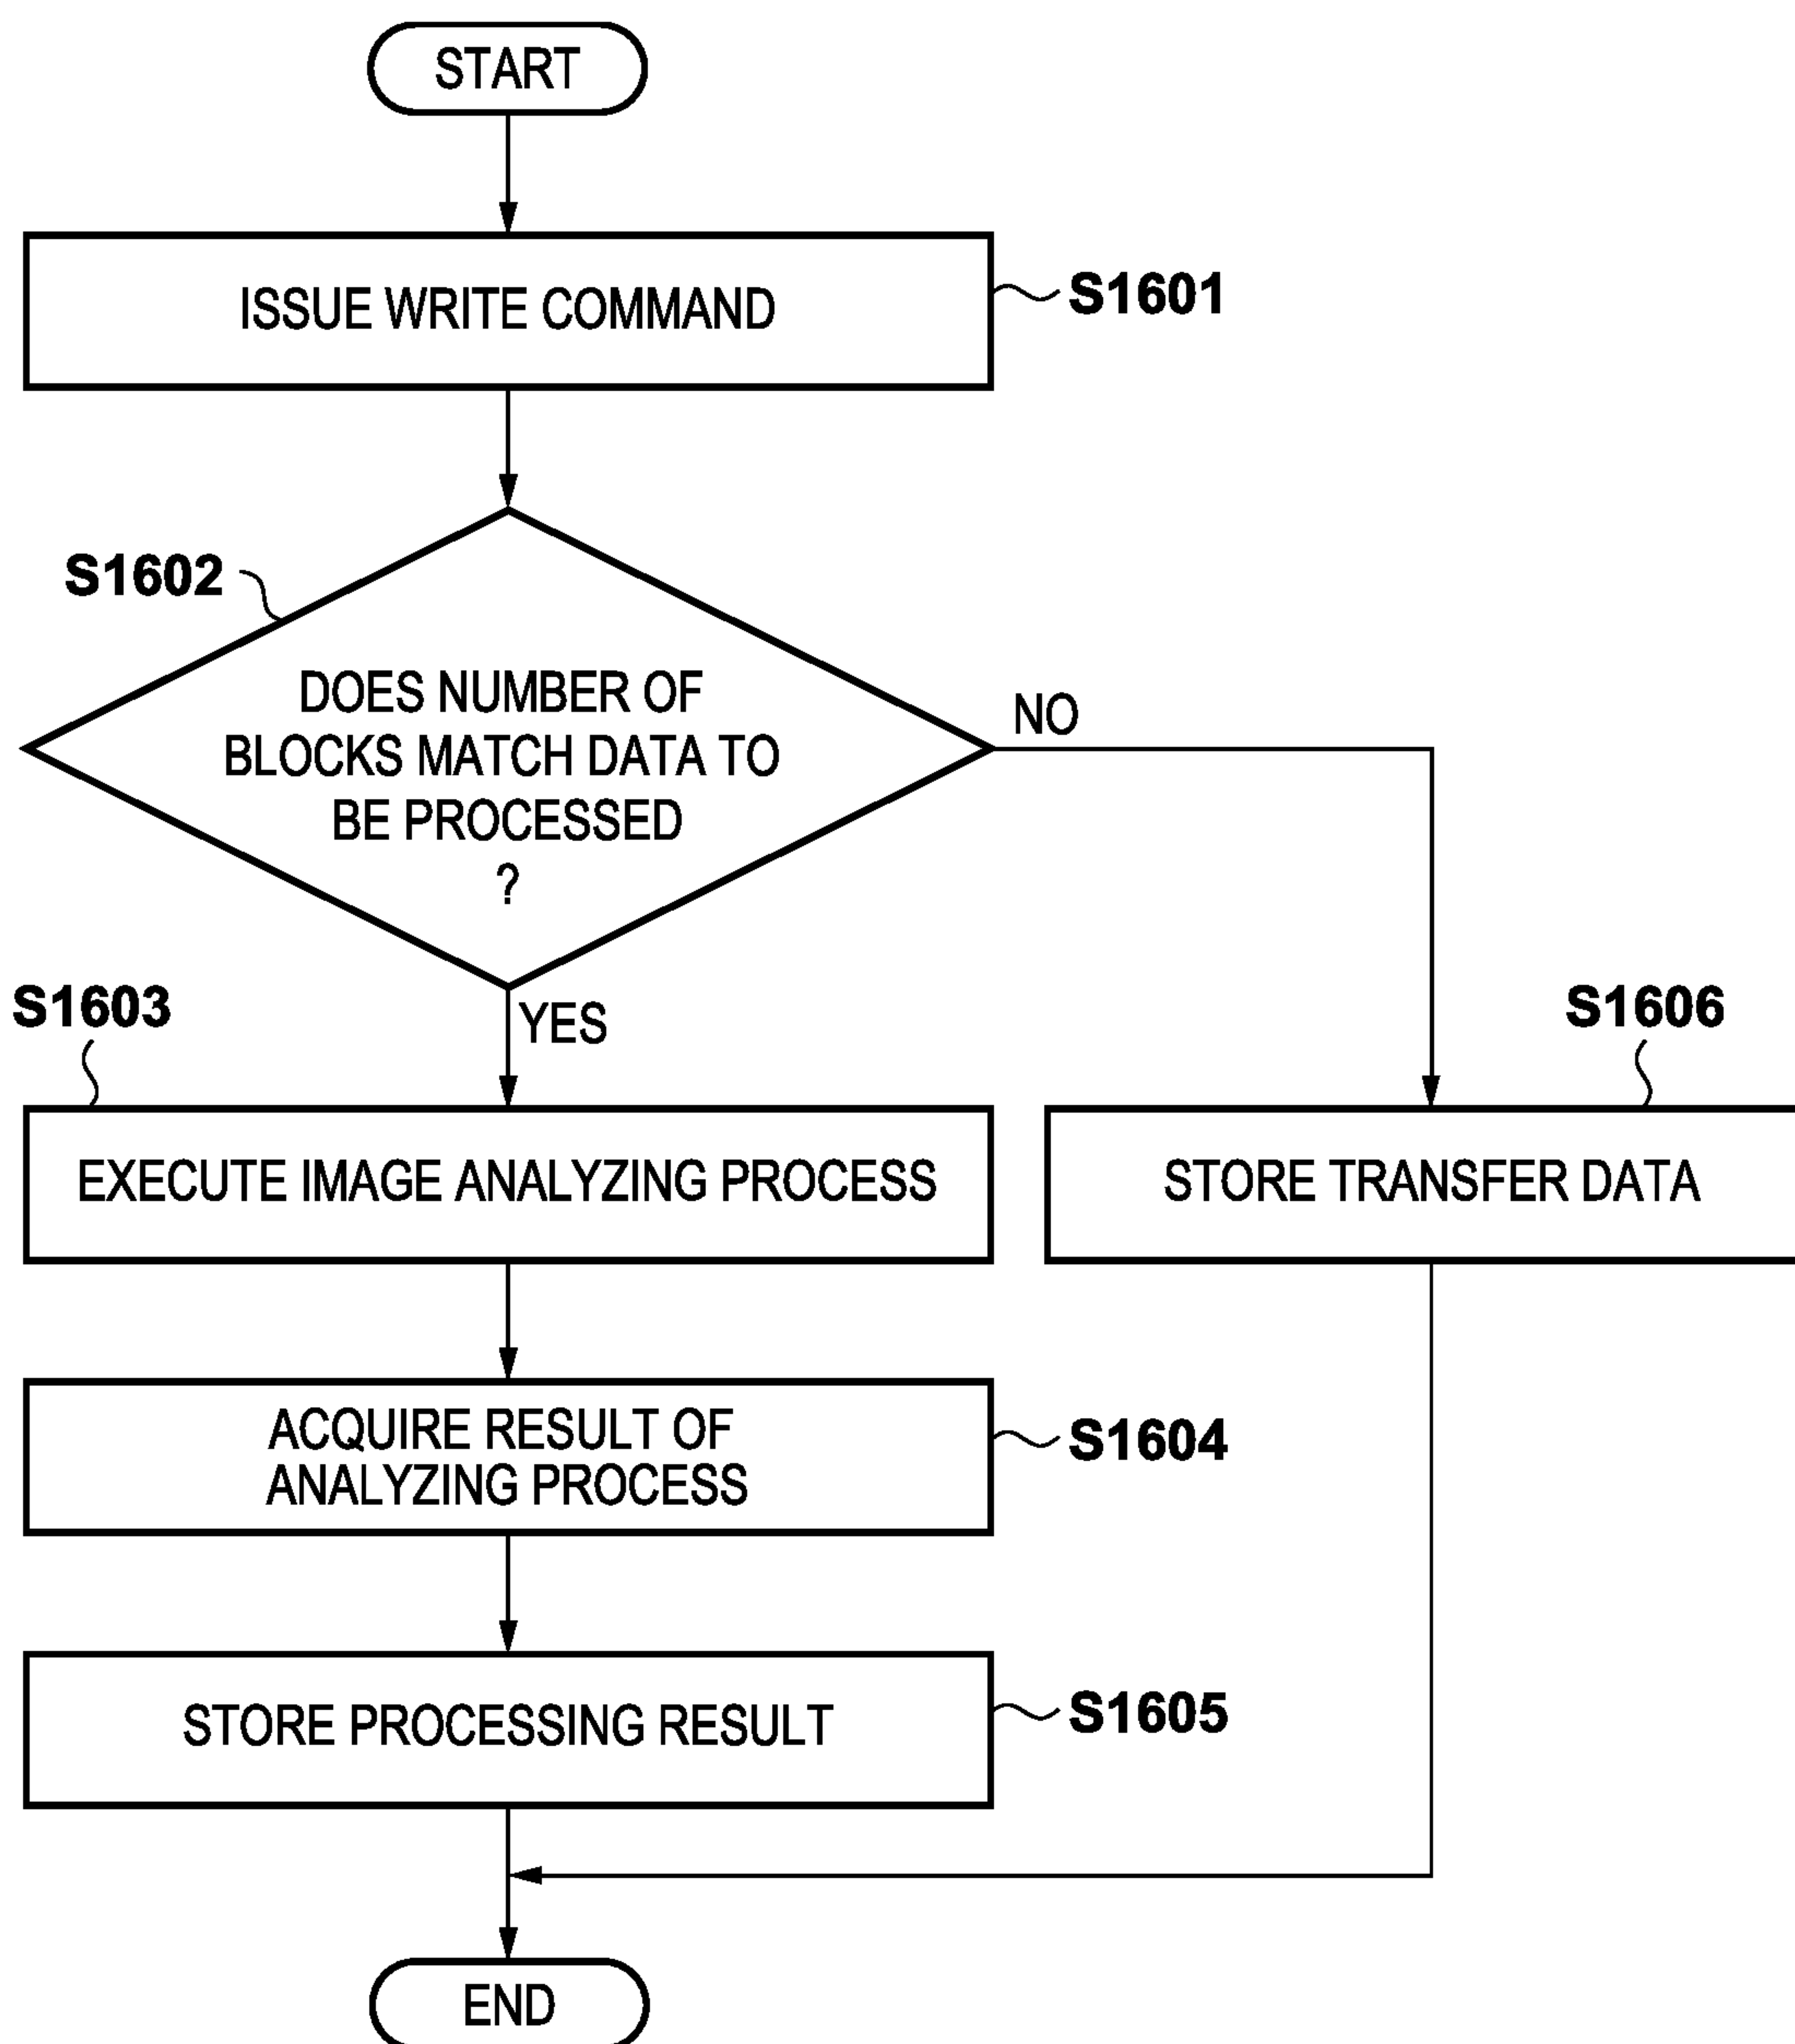 START
ISSUE WRITE COMMAND
S1601
S1602
DOES NUMBER OF
BLOCKS MATCH DATA TO
BE PROCESSED
?
NO
YES
S1603
EXECUTE IMAGE ANALYZING PROCESS
S1606
STORE TRANSFER DATA
ACQUIRE RESULT OF
ANALYZING PROCESS
S1604
STORE PROCESSING RESULT
S1605
END